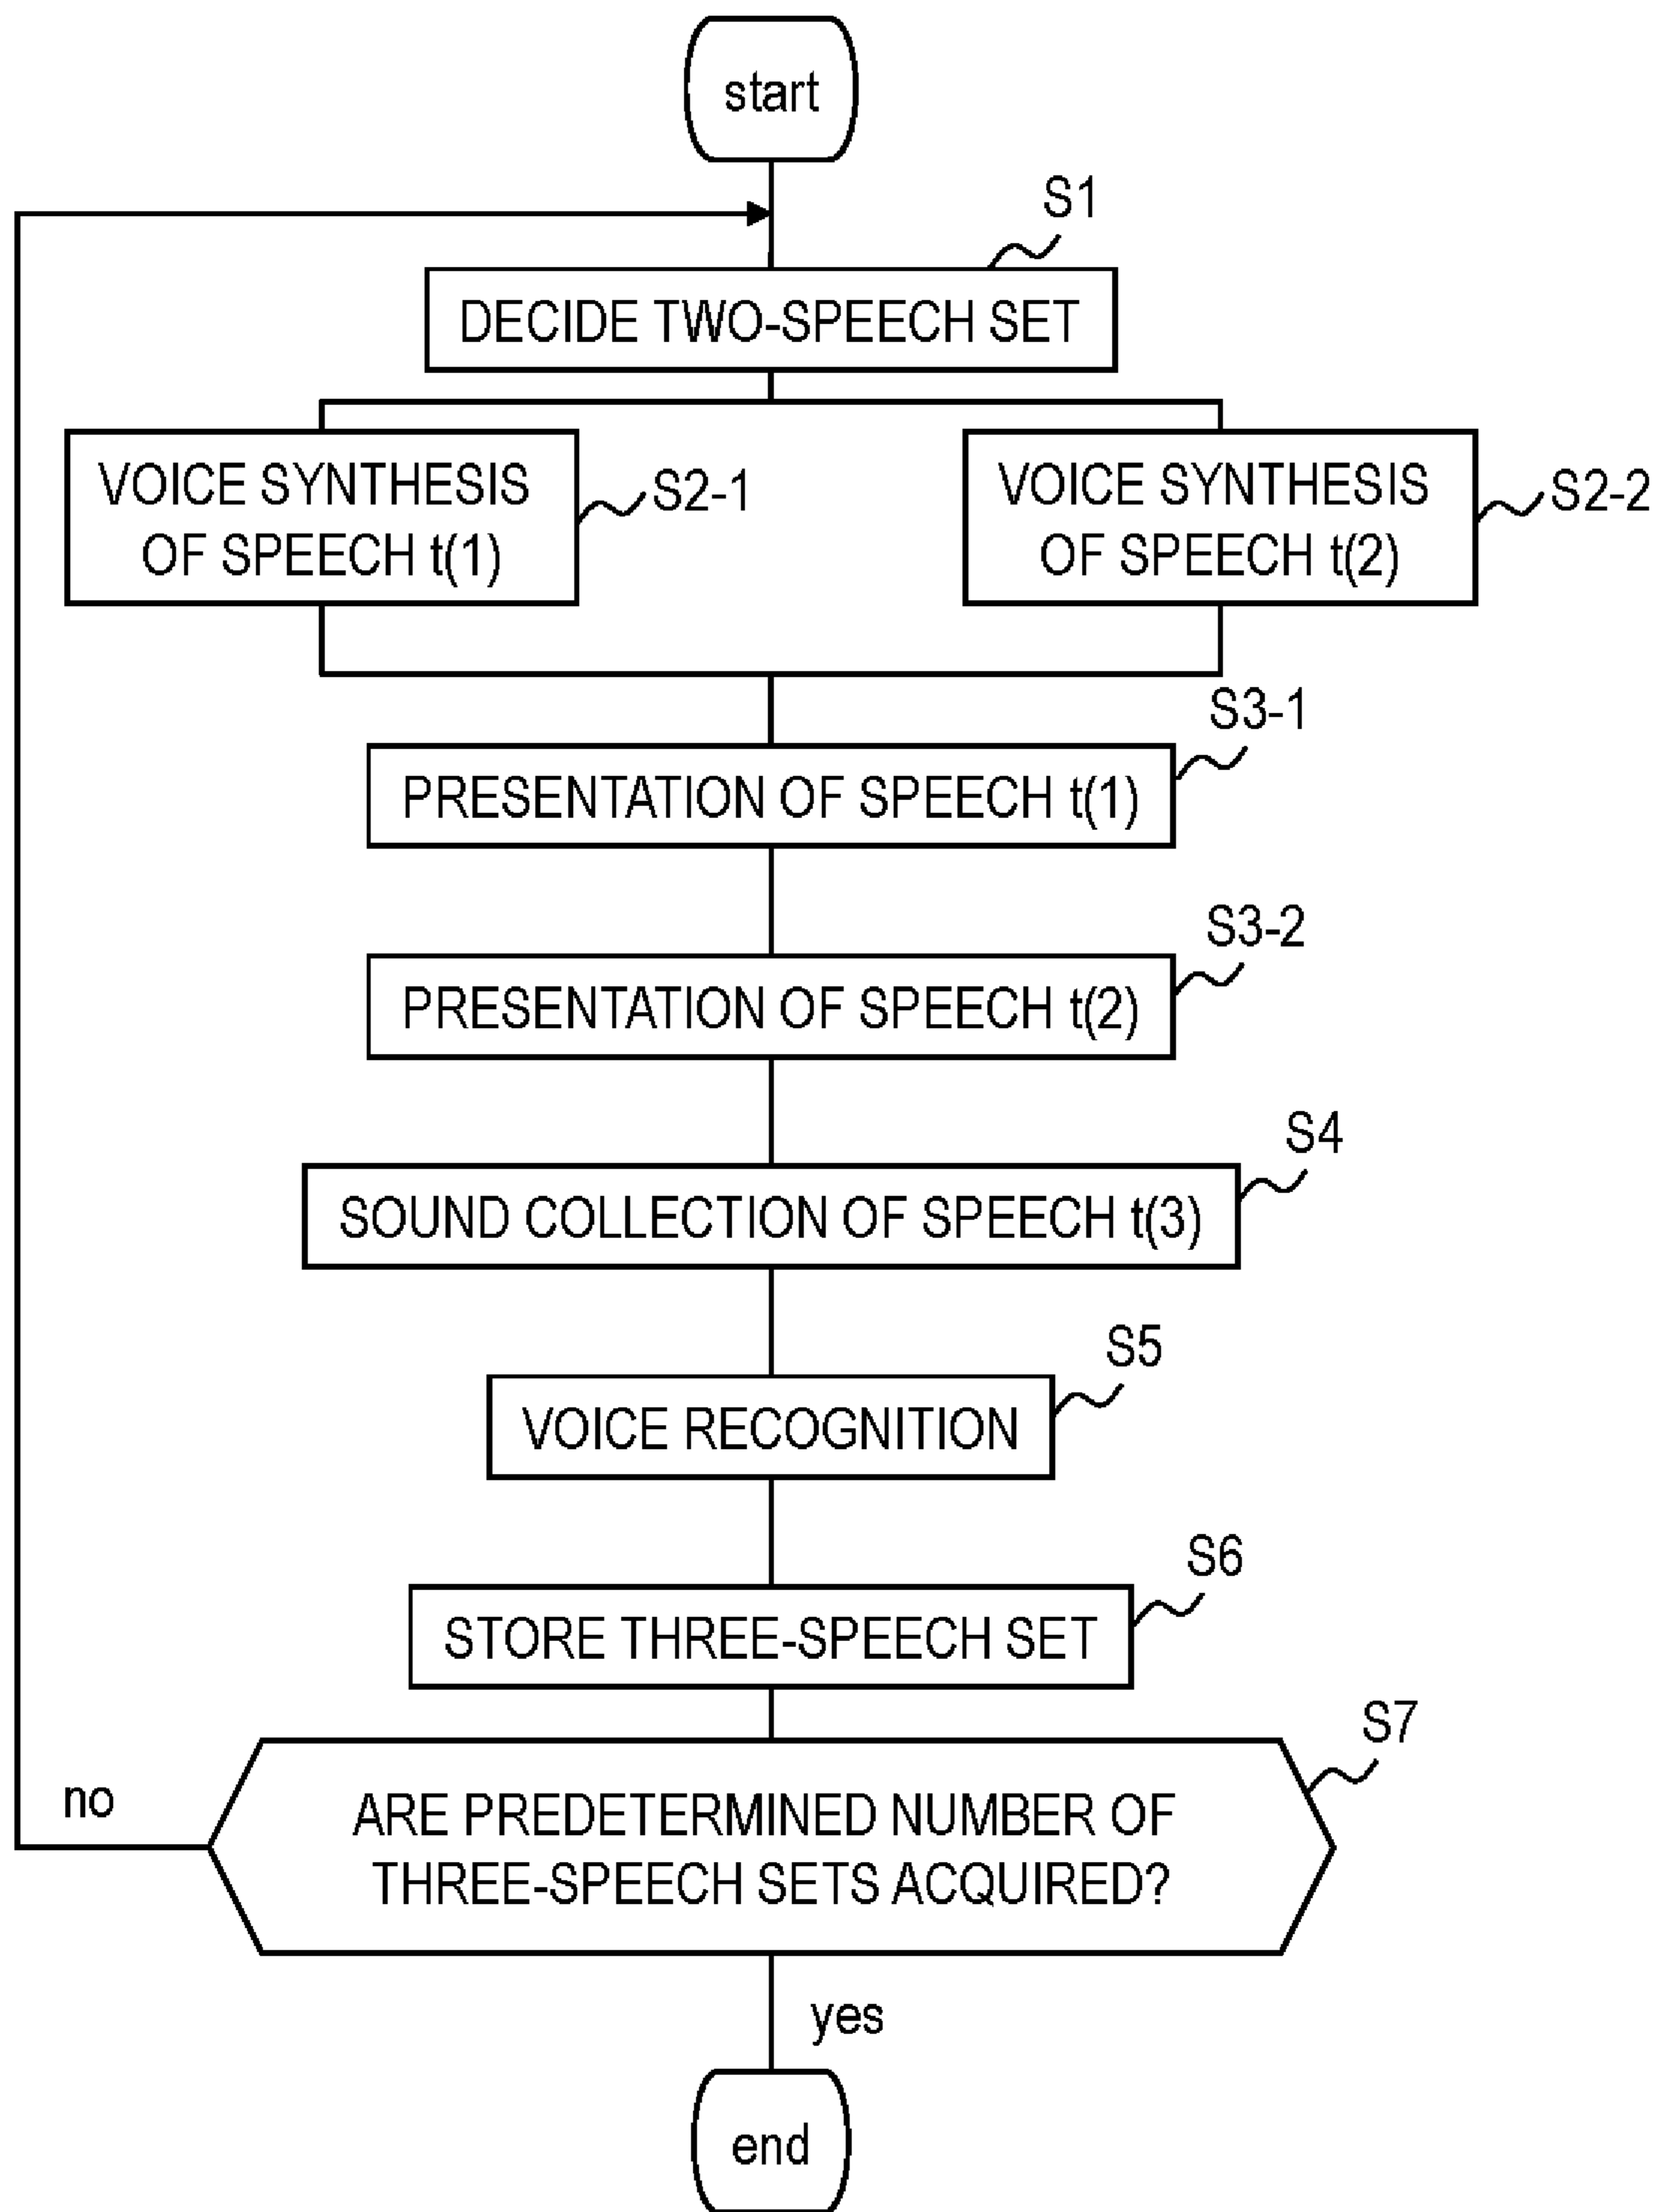 start
S1
DECIDE TWO-SPEECH SET
VOICE SYNTHESIS
OF SPEECH t(1)
S2-1
VOICE SYNTHESIS
OF SPEECH t(2)
S2-2
S3-1
PRESENTATION OF SPEECH t(1)
S3-2
PRESENTATION OF SPEECH t(2)
S4
SOUND COLLECTION OF SPEECH t(3)
S5
VOICE RECOGNITION
S6
STORE THREE-SPEECH SET
S7
no
ARE PREDETERMINED NUMBER OF
THREE-SPEECH SETS ACQUIRED?
yes
end